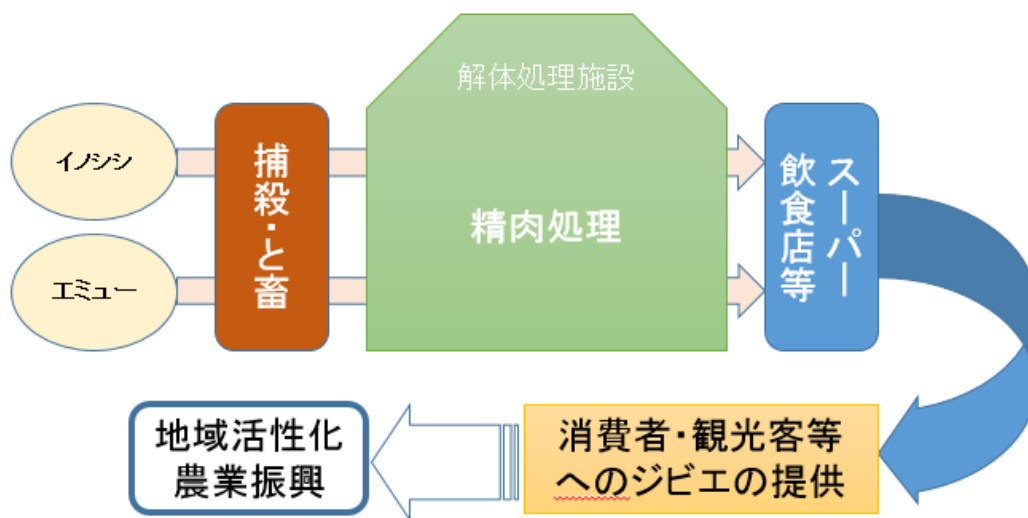 イノシシ
エミュー
捕殺・と畜
解体処理施設
精肉処理
スーパー
飲食店等
消費者・観光客等
へのジビエの提供
地域活性化
農業振興